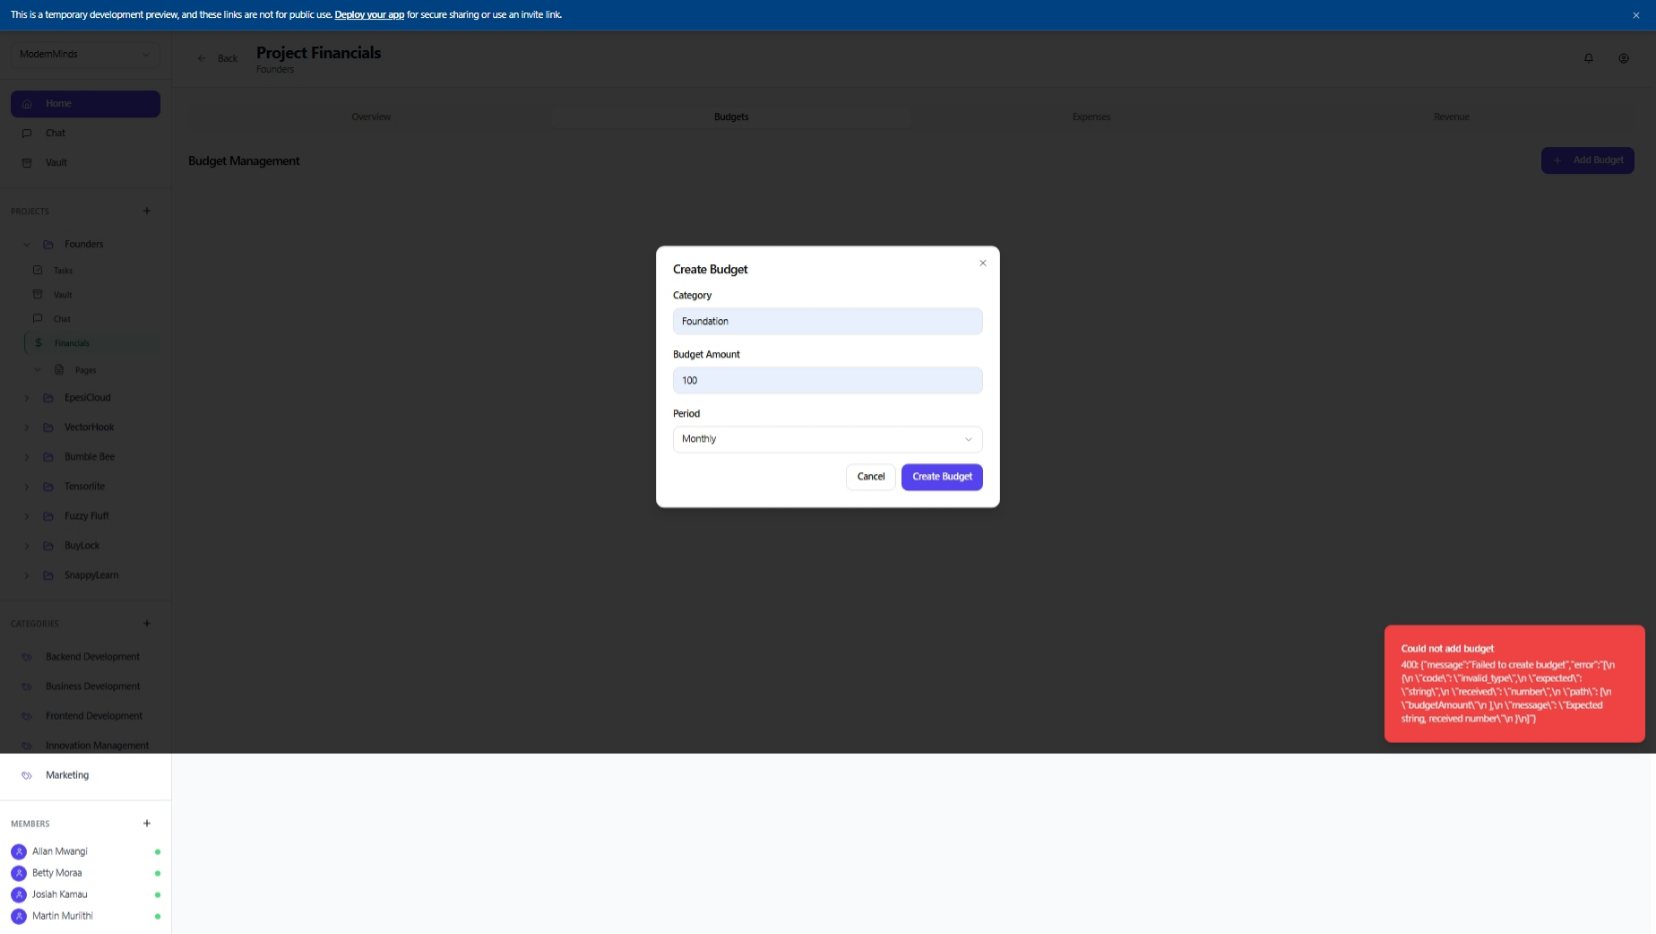 This is a temporary development preview, and these links are not for public use. Deploy your app for secure sharing or use an invite link.
ModernMinds
Back
Project Financials
Founders
Home
Chat
Vault
Overview
Budgets
Expenses
Revenue
Budget Management
Add Budget
PROJECTS
Founders
Tasks
Vault
Chat
Financials
Pages
EpesiCloud
VectorHook
Bumble Bee
Tensorlite
Fuzzy Fluff
BuyLock
SnappyLearn
CATEGORIES
Backend Development
Business Development
Frontend Development
Innovation Management
Marketing
MEMBERS
Allan Mwangi
Betty Moraa
Josiah Kamau
Martin Muriithi
Create Budget
Category
Foundation
Budget Amount
100
Period
Monthly
Cancel
Create Budget
Could not add budget
400: {"message":"Failed to create budget","error":"[\n
{\n \"code\": \"invalid_type\",\n \"expected\":
\"string\",\n \"received\": \"number\",\n \"path\": [\n
\"budgetAmount\"\n ],\n \"message\": \"Expected
string, received number\"\n }\n]"}